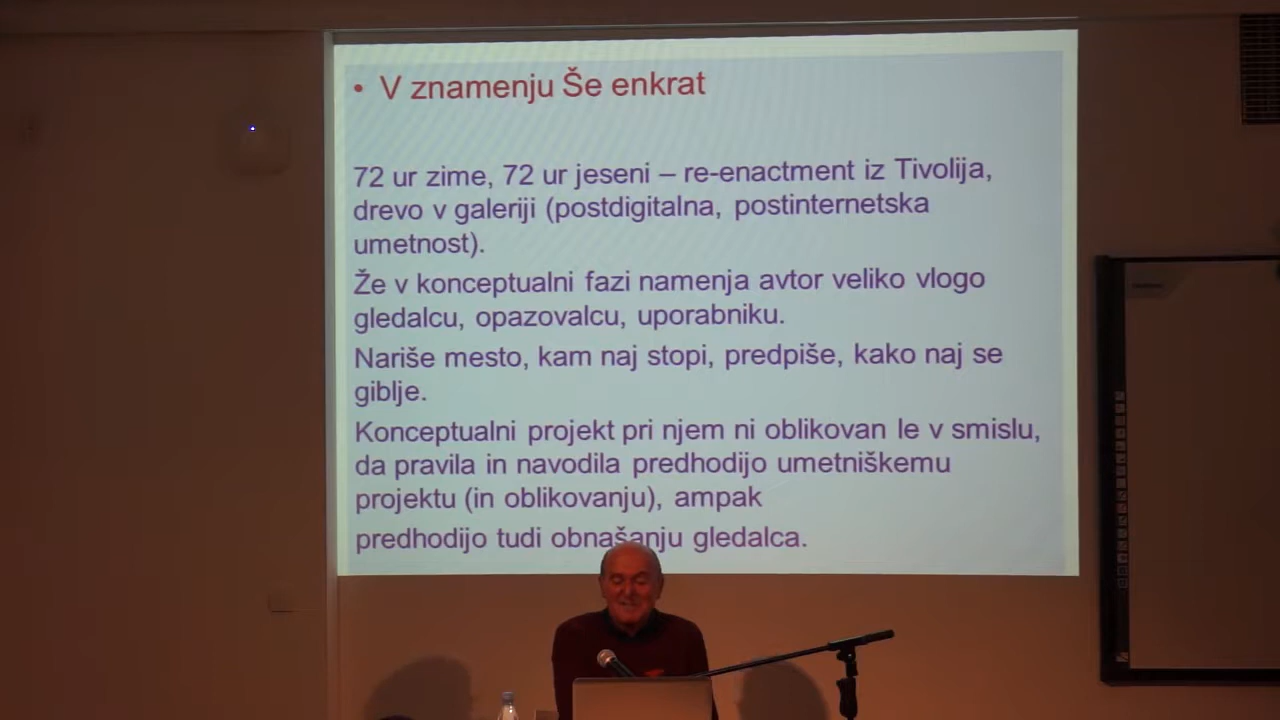 • V znamenju Še enkrat
72 ur zime, 72 ur jeseni – re-enactment iz Tivolija,
drevo v galeriji (postdigitalna, postinternetska
umetnost).
Že v konceptualni fazi namenja avtor veliko vlogo
gledalcu, opazovalcu, uporabniku.
Nariše mesto, kam naj stopi, predpiše, kako naj se
giblje.
Konceptualni projekt pri njem ni oblikovan le v smislu,
da pravila in navodila predhodijo umetniškemu
projektu (in oblikovanju), ampak
predhodijo tudi obnašanju gledalca.